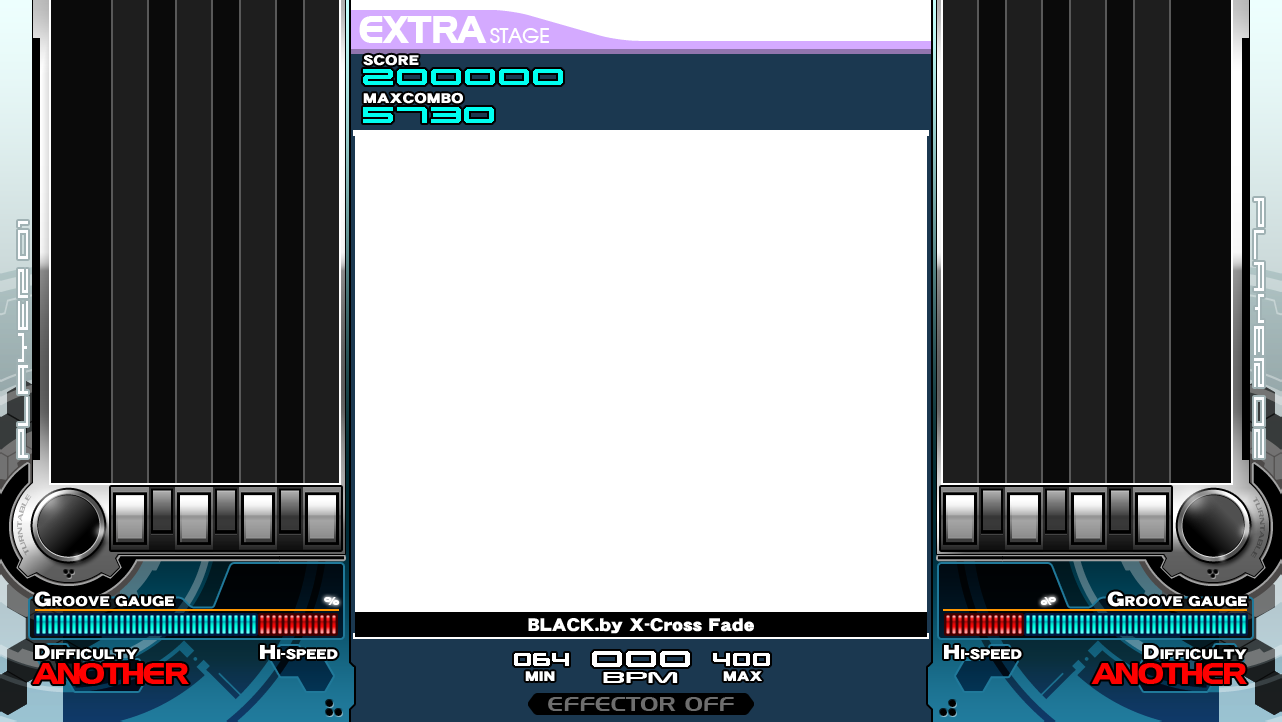 EXTRA STAGE
SCORE
200000
MAXCOMBO
5730
PLAYER 01
PLAYER 02
TURNTABLE
TURNTABLE
GROOVE GAUGE %
% GROOVE GAUGE
BLACK.by X-Cross Fade
DIFFICULTY HI-SPEED
ANOTHER
HI-SPEED DIFFICULTY
ANOTHER
064 000 400
MIN BPM MAX
EFFECTOR OFF